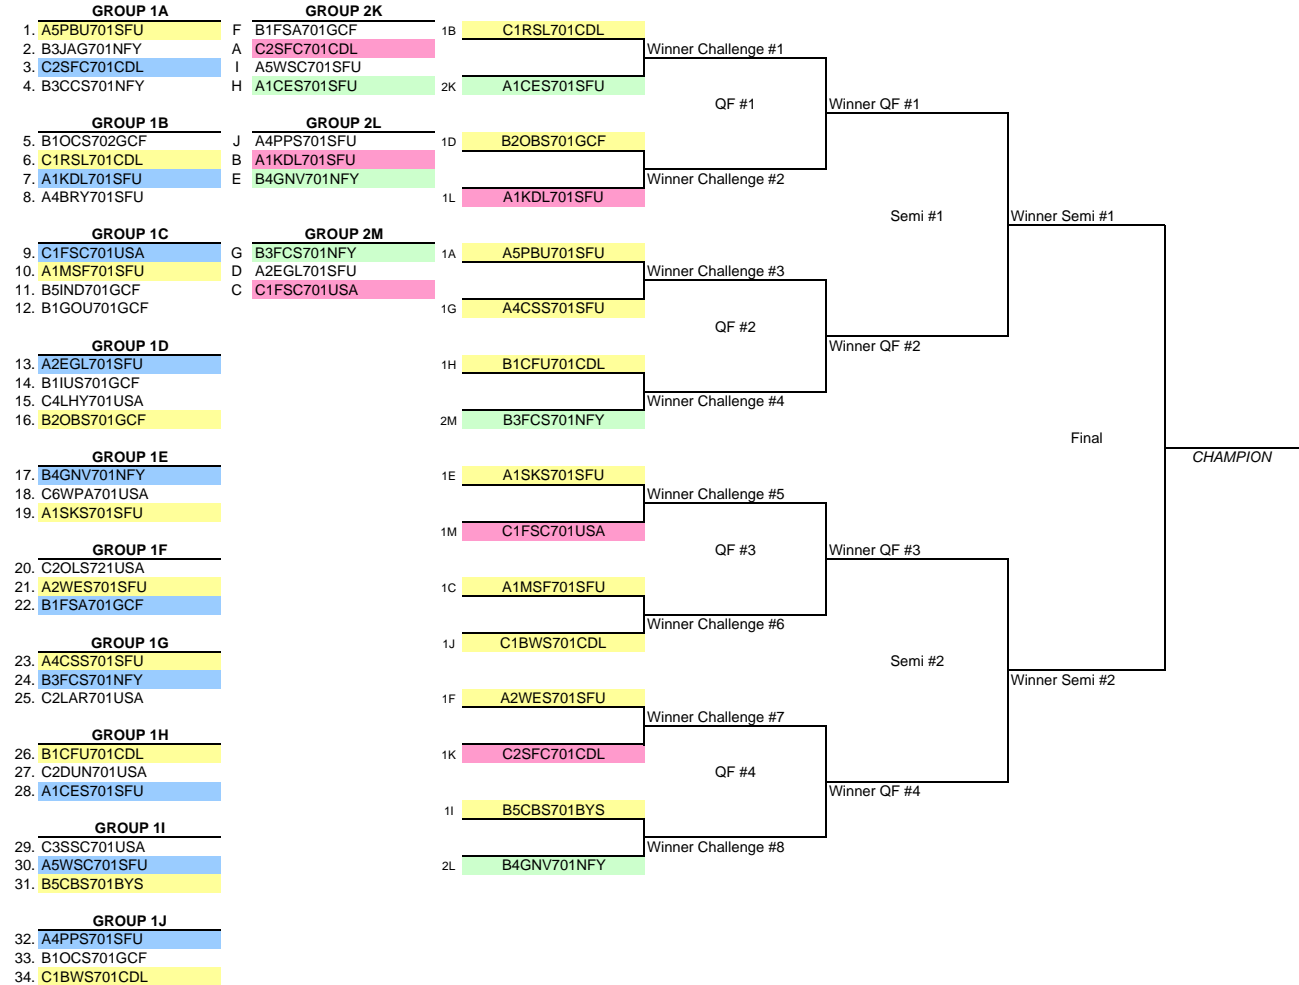 GROUP 1A
1. A5PBU701SFU
2. B3JAG701NFY
3. C2SFC701CDL
4. B3CCS701NFY
GROUP 1B
5. B1OCS702GCF
6. C1RSL701CDL
7. A1KDL701SFU
8. A4BRY701SFU
GROUP 1C
9. C1FSC701USA
10. A1MSF701SFU
11. B5IND701GCF
12. B1GOU701GCF
GROUP 1D
13. A2EGL701SFU
14. B1IUS701GCF
15. C4LHY701USA
16. B2OBS701GCF
GROUP 1E
17. B4GNV701NFY
18. C6WPA701USA
19. A1SKS701SFU
GROUP 1F
20. C2OLS721USA
21. A2WES701SFU
22. B1FSA701GCF
GROUP 1G
23. A4CSS701SFU
24. B3FCS701NFY
25. C2LAR701USA
GROUP 1H
26. B1CFU701CDL
27. C2DUN701USA
28. A1CES701SFU
GROUP 1I
29. C3SSC701USA
30. A5WSC701SFU
31. B5CBS701BYS
GROUP 1J
32. A4PPS701SFU
33. B1OCS701GCF
34. C1BWS701CDL
GROUP 2K
F B1FSA701GCF
A C2SFC701CDL
I A5WSC701SFU
H A1CES701SFU
GROUP 2L
J A4PPS701SFU
B A1KDL701SFU
E B4GNV701NFY
GROUP 2M
G B3FCS701NFY
D A2EGL701SFU
C C1FSC701USA
1B C1RSL701CDL
2K A1CES701SFU
1D B2OBS701GCF
1L A1KDL701SFU
1A A5PBU701SFU
1G A4CSS701SFU
1H B1CFU701CDL
2M B3FCS701NFY
1E A1SKS701SFU
1M C1FSC701USA
1C A1MSF701SFU
1J C1BWS701CDL
1F A2WES701SFU
1K C2SFC701CDL
1I B5CBS701BYS
2L B4GNV701NFY
Winner Challenge #1
QF #1
Winner Challenge #2
Winner Challenge #3
QF #2
Winner Challenge #4
Winner Challenge #5
QF #3
Winner Challenge #6
Winner Challenge #7
QF #4
Winner Challenge #8
Winner QF #1
Semi #1
Winner QF #2
Winner QF #3
Semi #2
Winner QF #4
Winner Semi #1
Final
Winner Semi #2
CHAMPION